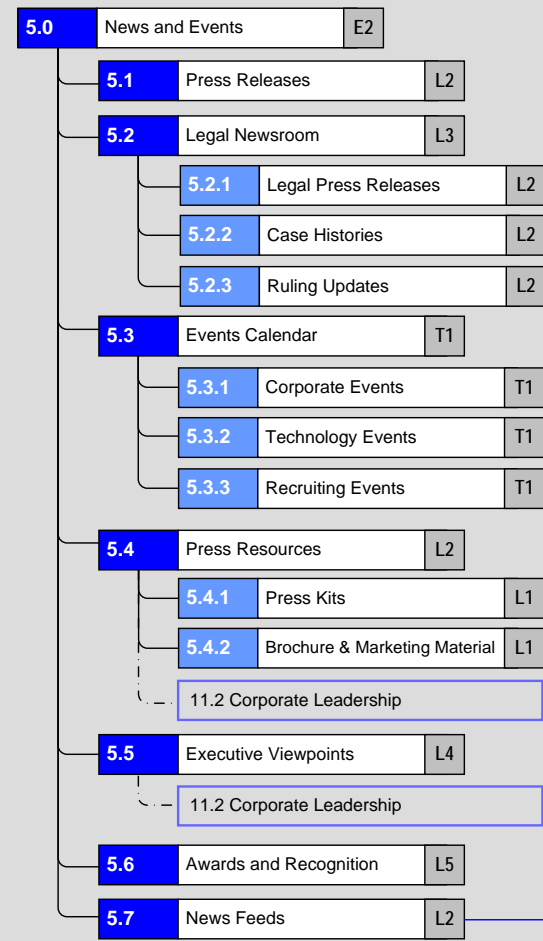 5.0 News and Events E2
5.1 Press Releases L2
5.2 Legal Newsroom L3
5.2.1 Legal Press Releases L2
5.2.2 Case Histories L2
5.2.3 Ruling Updates L2
5.3 Events Calendar T1
5.3.1 Corporate Events T1
5.3.2 Technology Events T1
5.3.3 Recruiting Events T1
5.4 Press Resources L2
5.4.1 Press Kits L1
5.4.2 Brochure & Marketing Material L1
11.2 Corporate Leadership
5.5 Executive Viewpoints L4
11.2 Corporate Leadership
5.6 Awards and Recognition L5
5.7 News Feeds L2